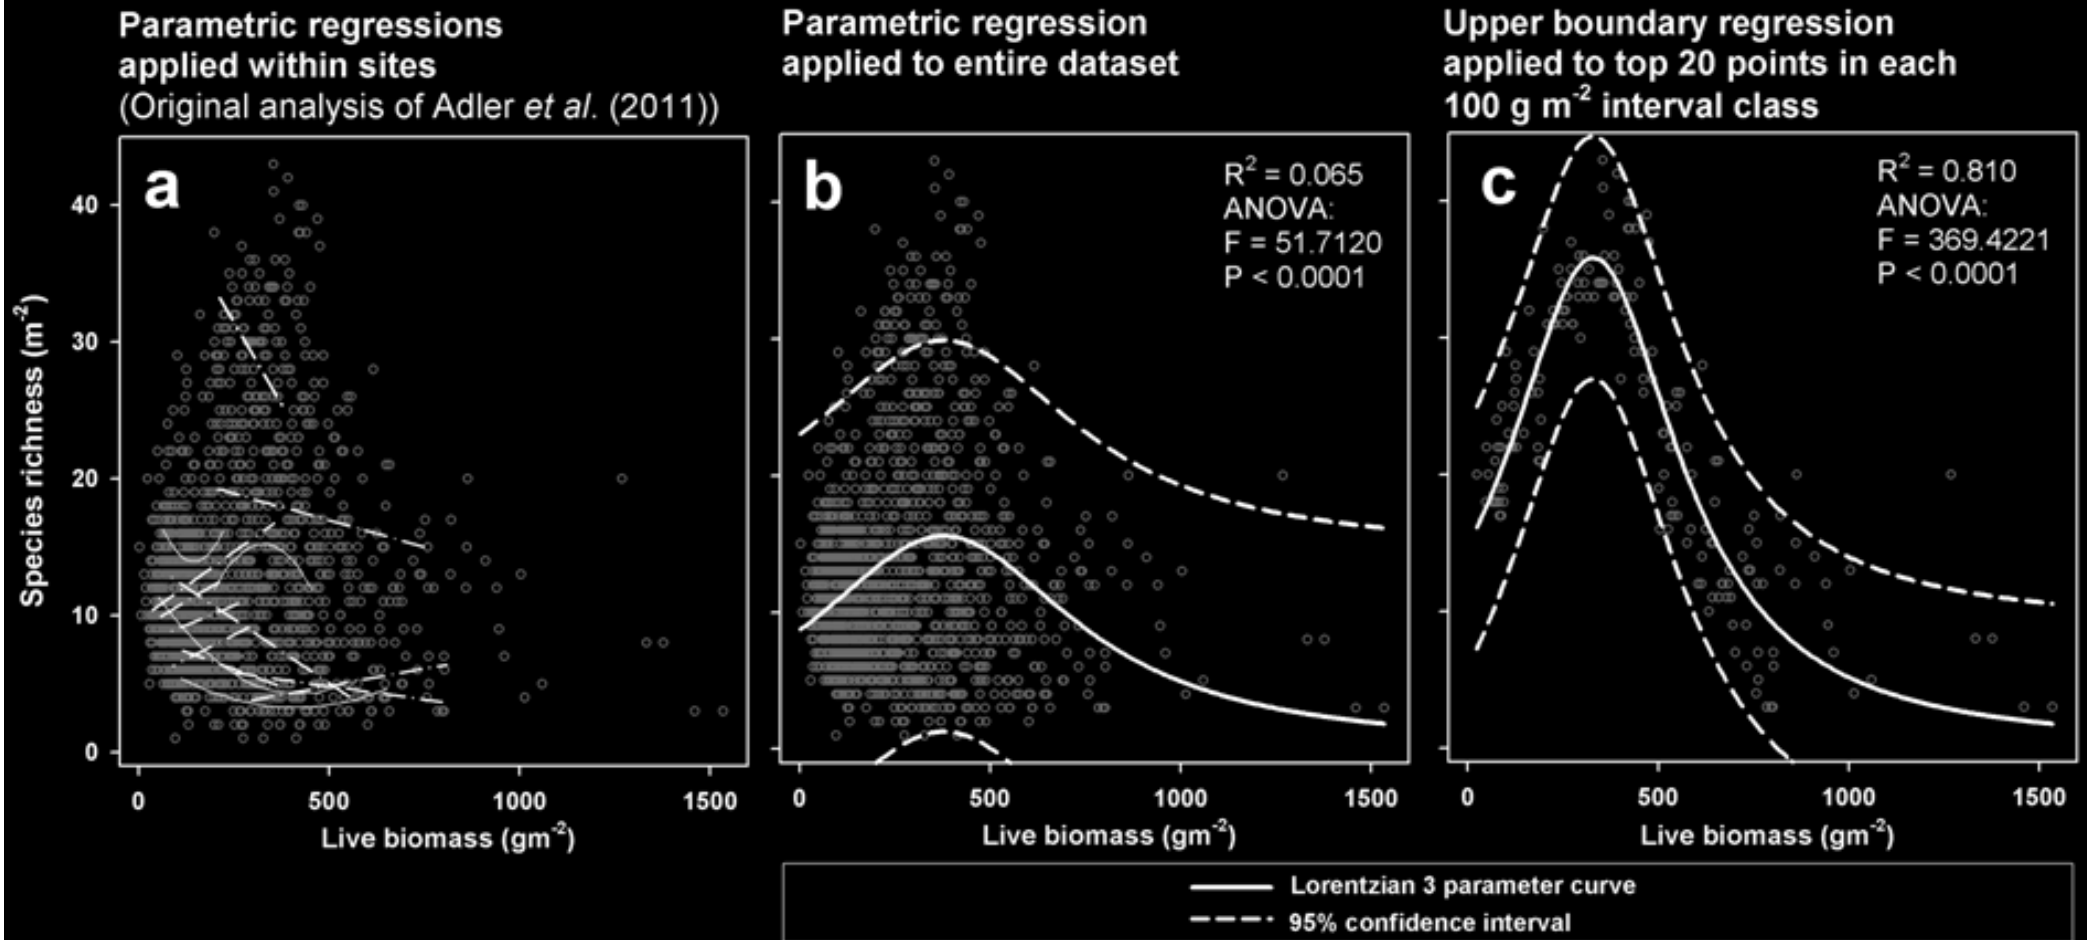 Parametric regressions
applied within sites
(Original analysis of Adler et al. (2011))
Parametric regression
applied to entire dataset
Upper boundary regression
applied to top 20 points in each
100 g m⁻² interval class
a
b
R² = 0.065
ANOVA:
F = 51.7120
P < 0.0001
c
R² = 0.810
ANOVA:
F = 369.4221
P < 0.0001
Species richness (m⁻²)
40
30
20
10
0
0 500 1000 1500
Live biomass (gm⁻²)
0 500 1000 1500
Live biomass (gm⁻²)
0 500 1000 1500
Live biomass (gm⁻²)
Lorentzian 3 parameter curve
95% confidence interval